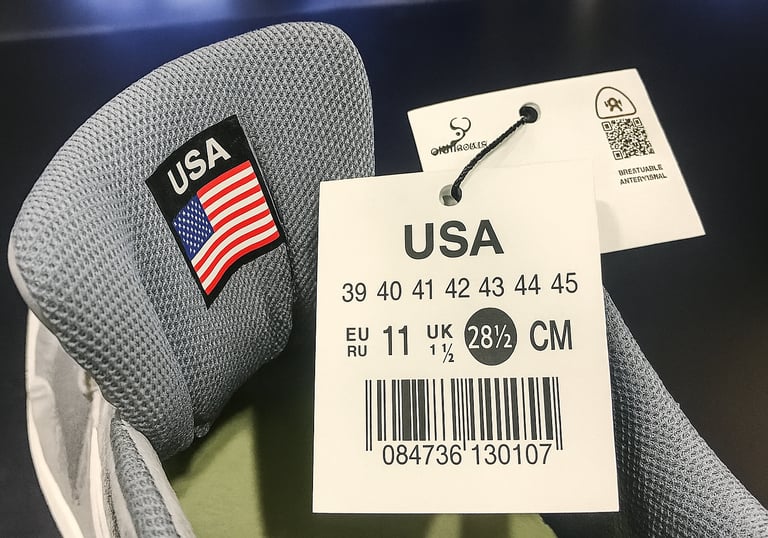 USA
USA
39 40 41 42 43 44 45
EU RU 11 UK 1 ½ 28½ CM
084736 130107